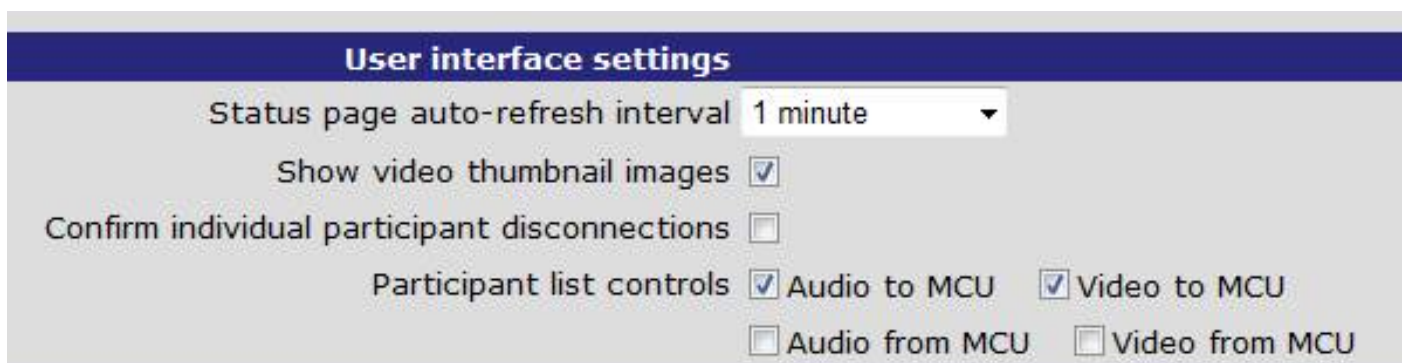 User interface settings
Status page auto-refresh interval 1 minute
Show video thumbnail images
Confirm individual participant disconnections
Participant list controls Audio to MCU Video to MCU
Audio from MCU Video from MCU